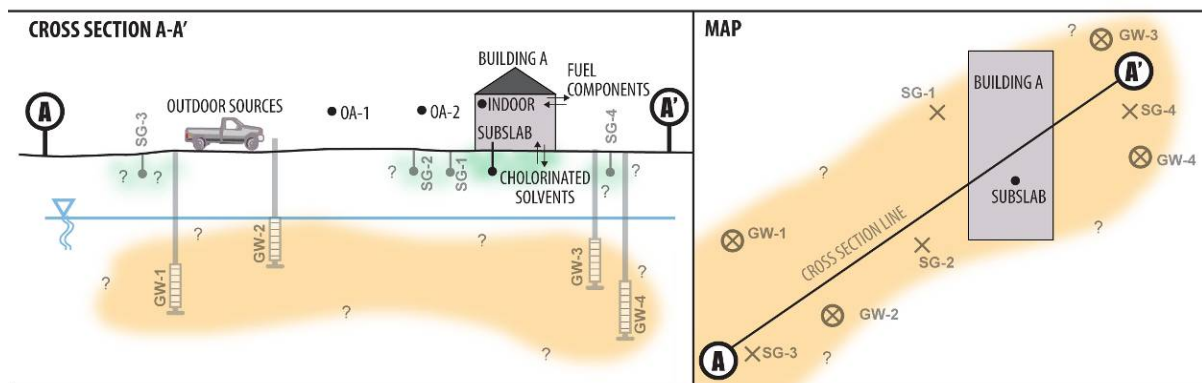 CROSS SECTION A-A'
A
SG-3
?
?
?
OUTDOOR SOURCES
OA-1
OA-2
BUILDING A
INDOOR
SUBSLAB
FUEL
COMPONENTS
SG-4
A'
?
SG-2
SG-1
CHOLORINATED
SOLVENTS
?
?
GW-1
?
GW-2
?
GW-3
?
GW-4
?
?
?
?
MAP
?
GW-3
BUILDING A
A'
SG-1
SG-4
GW-4
?
SUBSLAB
GW-1
CROSS SECTION LINE
SG-2
?
GW-2
A
SG-3
?